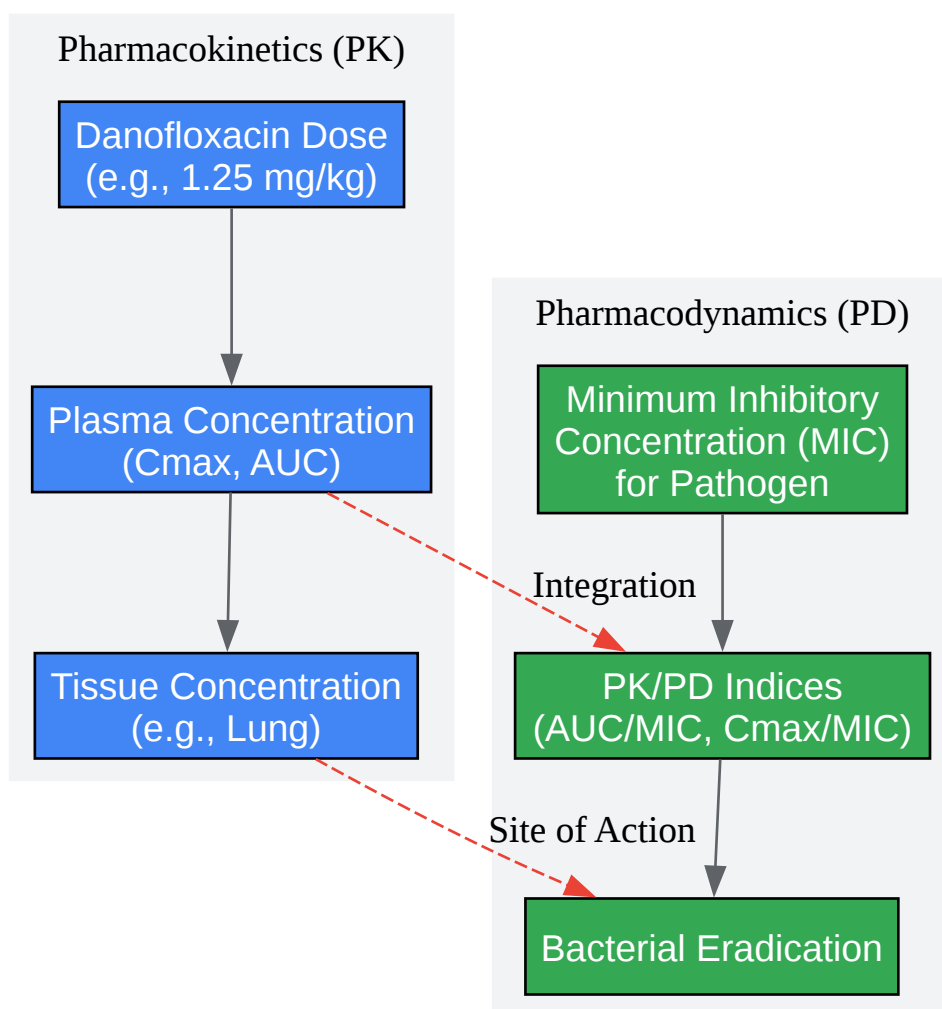 Pharmacokinetics (PK)
Danofloxacin Dose
(e.g., 1.25 mg/kg)
Plasma Concentration
(Cmax, AUC)
Tissue Concentration
(e.g., Lung)
Pharmacodynamics (PD)
Minimum Inhibitory
Concentration (MIC)
for Pathogen
Integration
PK/PD Indices
(AUC/MIC, Cmax/MIC)
Site of Action
Bacterial Eradication